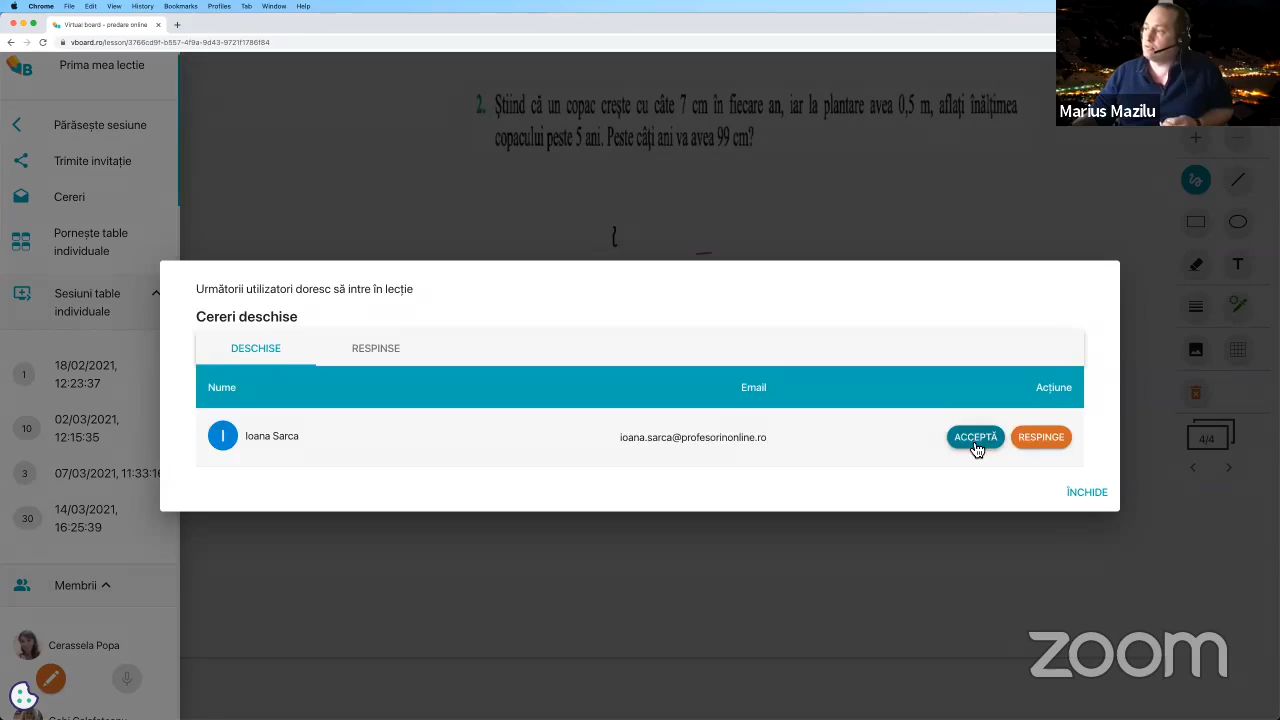 Chrome File Edit View History Bookmarks Profiles Tab Window Help
Virtual board - predare online
vboard.ro/lesson/3766cd9f-b557-4f9a-9d43-9721f1786f84
Marius Mazilu
B
Prima mea lectie
Părăsește sesiune
Trimite invitație
Cereri
Pornește table
individuale
Sesiuni table
individuale
1 18/02/2021,
12:23:37
10 02/03/2021,
12:15:35
3 07/03/2021, 11:33:16
30 14/03/2021,
16:25:39
Membrii
Cerassela Popa
2. Știind că un copac crește cu câte 7 cm în fiecare an, iar la plantare avea 0,5 m, aflați înălțimea
copacului peste 5 ani. Peste câți ani va avea 99 cm?
Următorii utilizatori doresc să intre în lecție
Cereri deschise
DESCHISE RESPINSE
Nume Email Acțiune
I Ioana Sarca ioana.sarca@profesorinonline.ro ACCEPTĂ RESPINGE
ÎNCHIDE
T
4/4
zoom